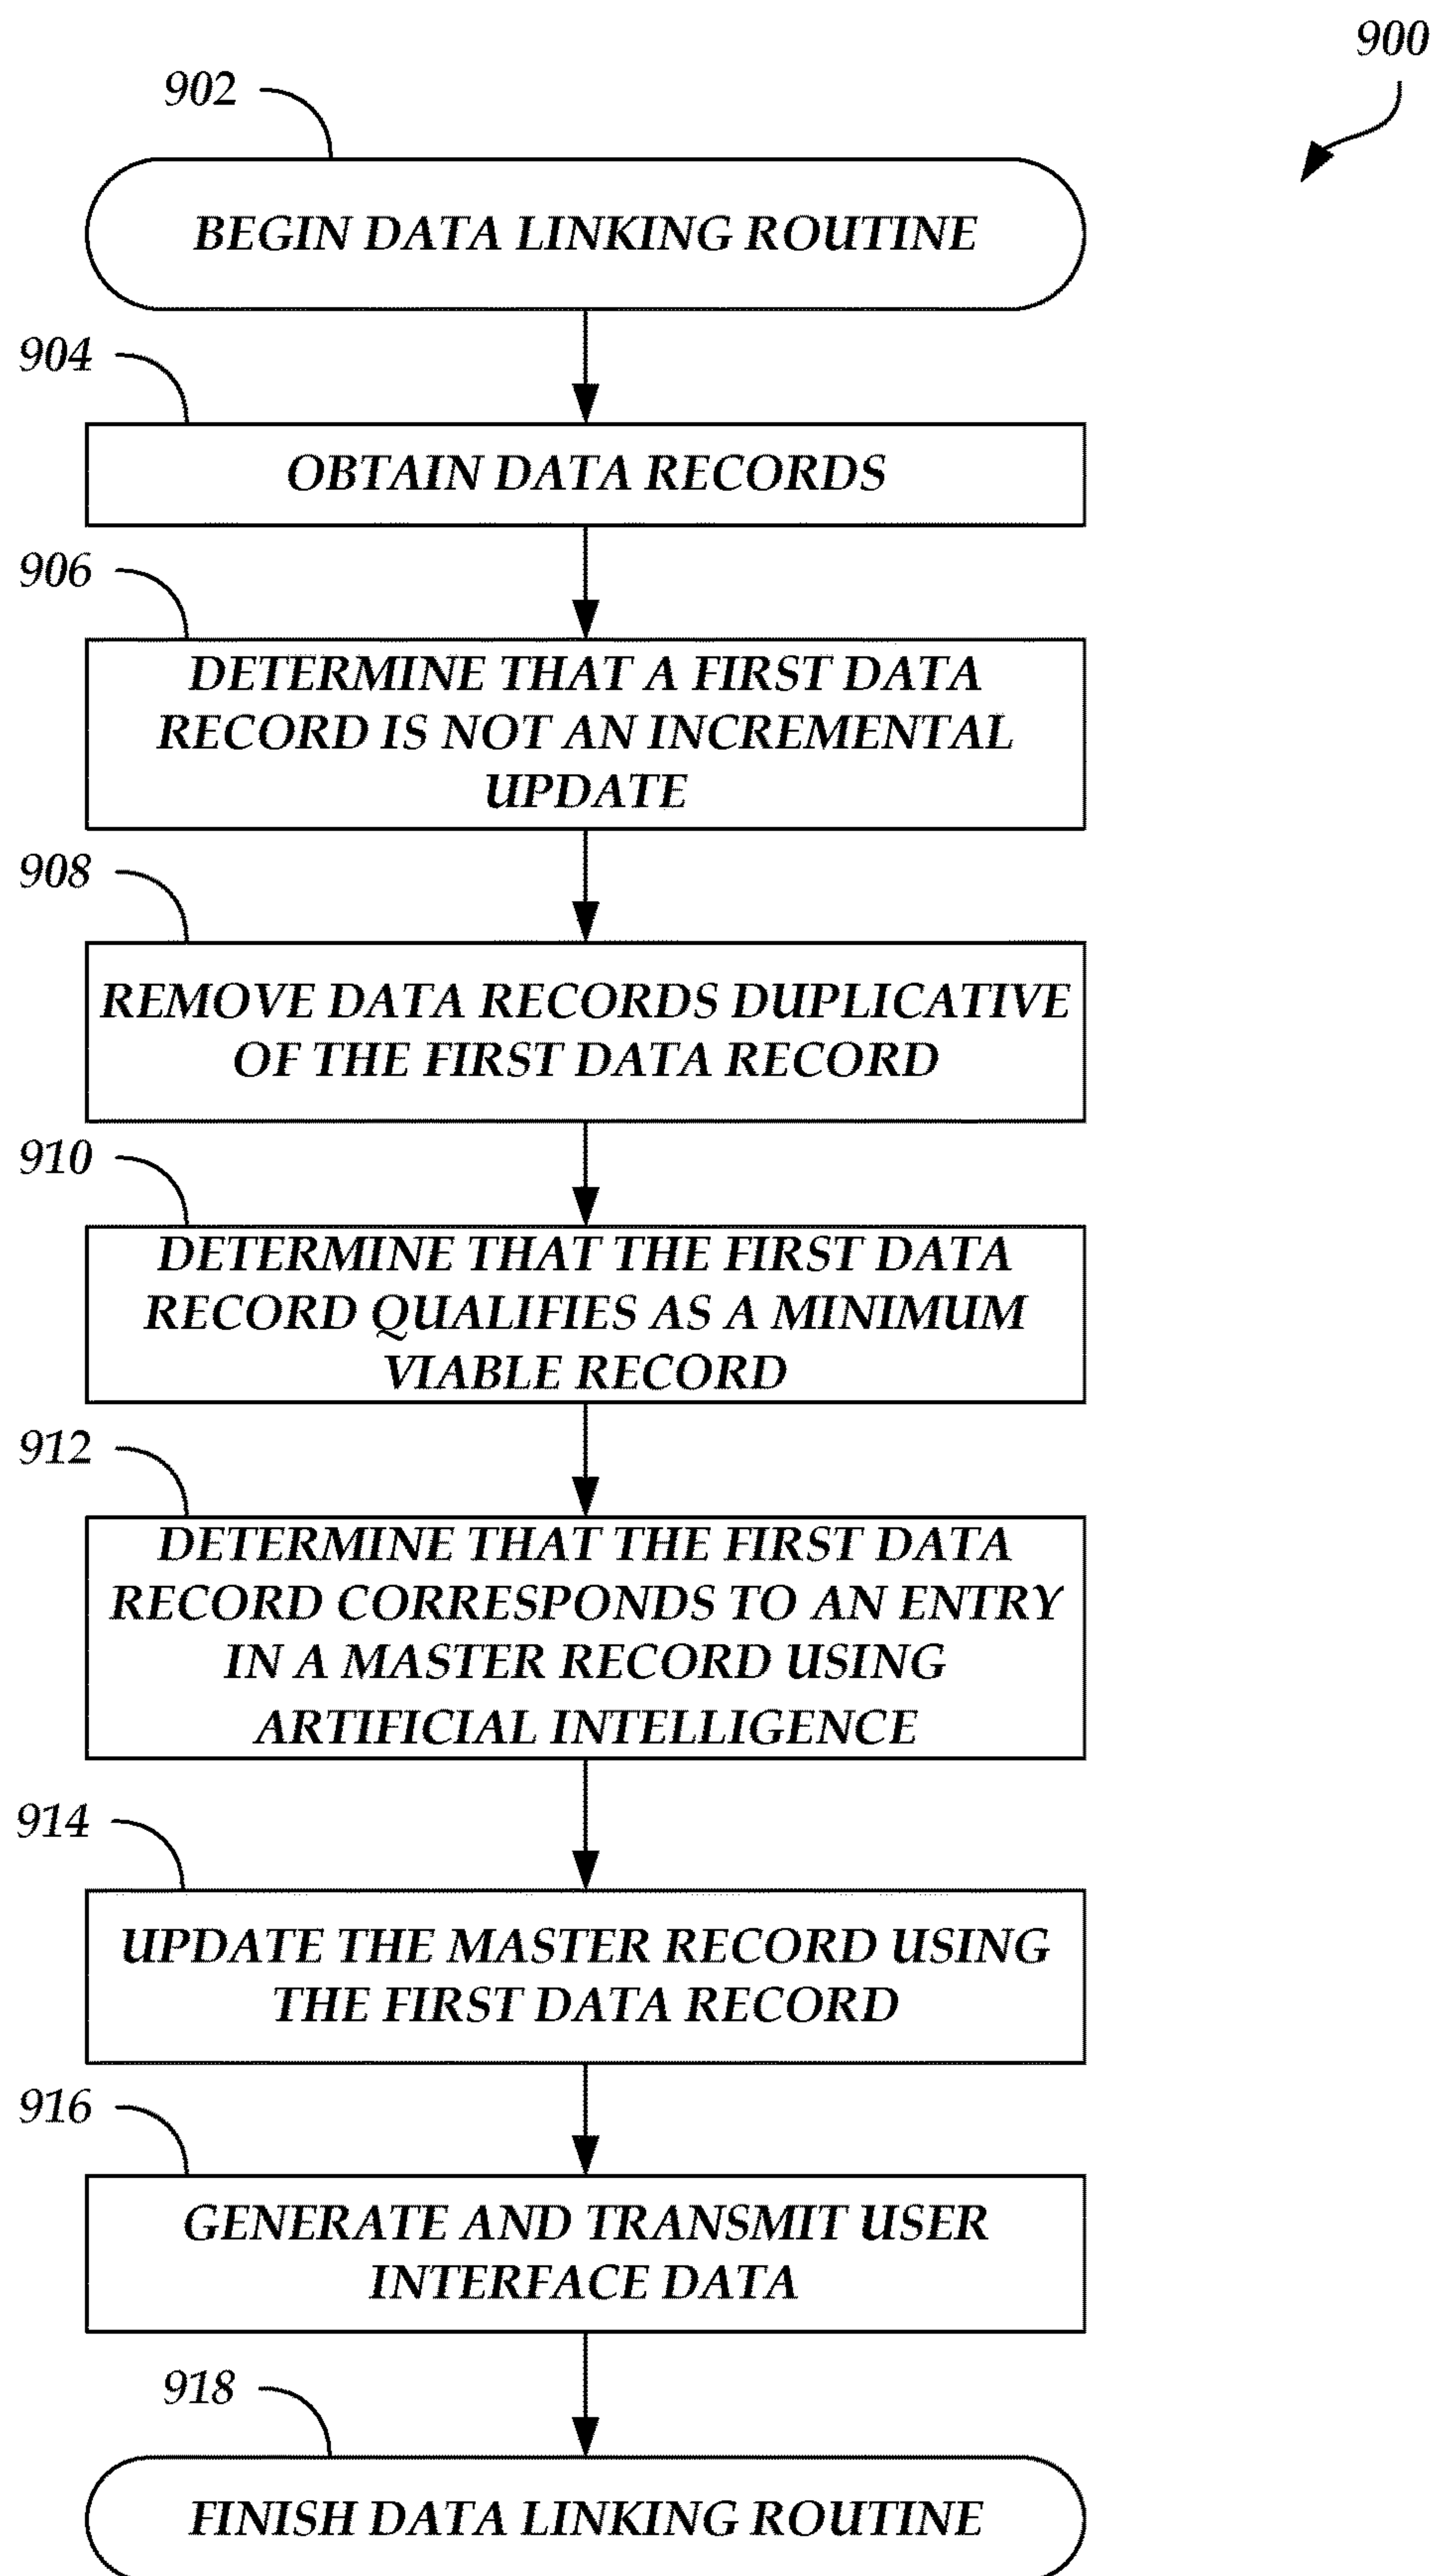 900
902
BEGIN DATA LINKING ROUTINE
904
OBTAIN DATA RECORDS
906
DETERMINE THAT A FIRST DATA
RECORD IS NOT AN INCREMENTAL
UPDATE
908
REMOVE DATA RECORDS DUPLICATIVE
OF THE FIRST DATA RECORD
910
DETERMINE THAT THE FIRST DATA
RECORD QUALIFIES AS A MINIMUM
VIABLE RECORD
912
DETERMINE THAT THE FIRST DATA
RECORD CORRESPONDS TO AN ENTRY
IN A MASTER RECORD USING
ARTIFICIAL INTELLIGENCE
914
UPDATE THE MASTER RECORD USING
THE FIRST DATA RECORD
916
GENERATE AND TRANSMIT USER
INTERFACE DATA
918
FINISH DATA LINKING ROUTINE